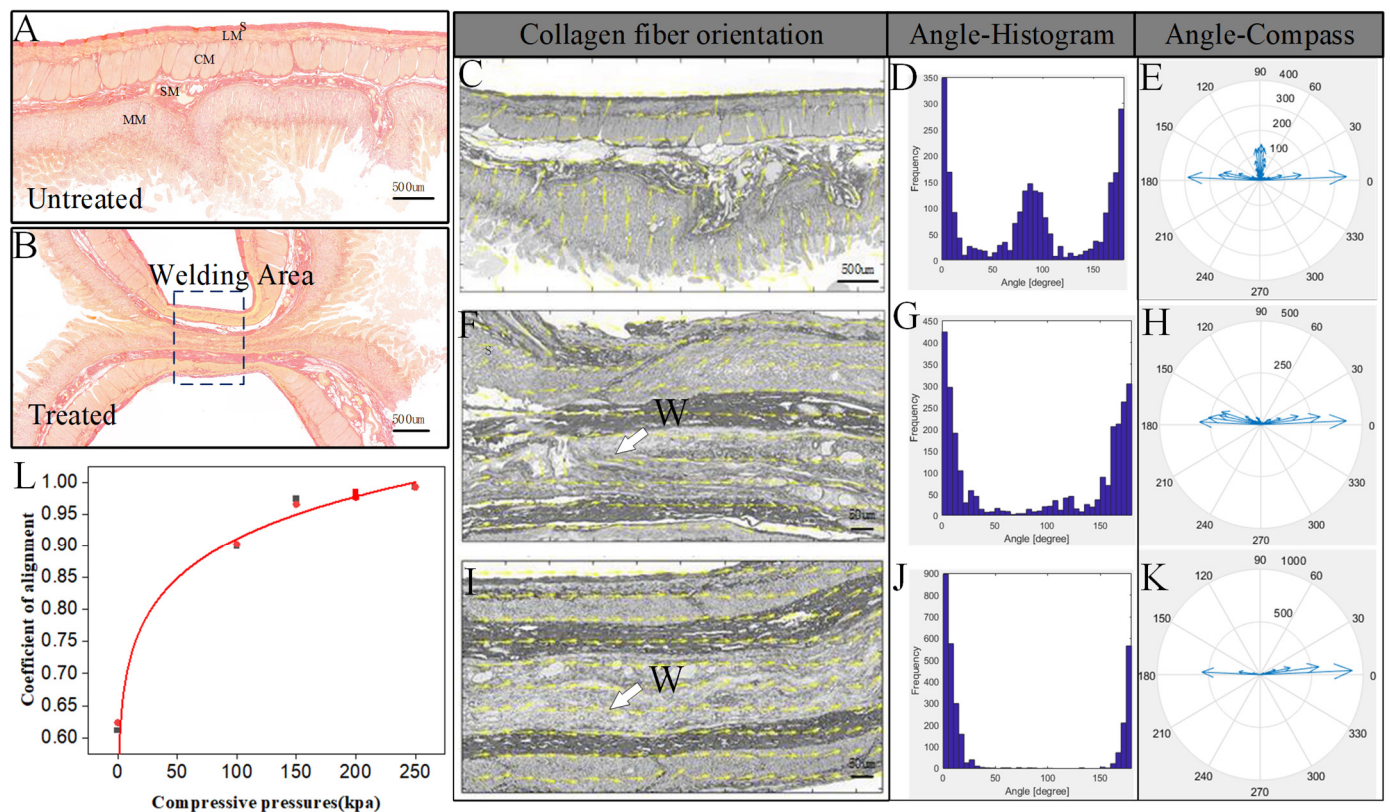 A
S
LM
CM
SM
MM
Untreated
500um
B
Welding Area
Treated
500um
Collagen fiber orientation
Angle-Histogram
Angle-Compass
C
500um
D
350
300
250
200
150
100
50
0
Frequency
0 50 100 150
Angle [degree]
E
90
120
60
150
30
180
0
210
330
240
300
270
400
300
200
100
F
S
W
50um
G
450
400
350
300
250
200
150
100
50
0
Frequency
0 50 100 150
Angle [degree]
H
90
120
60
150
30
180
0
210
330
240
300
270
500
250
I
W
50um
J
900
800
700
600
500
400
300
200
100
0
Frequency
0 50 100 150
Angle [degree]
K
90
120
60
150
30
180
0
210
330
240
300
270
1000
500
L
1.00
0.95
0.90
0.85
0.80
0.75
0.70
0.65
0.60
Coefficient of alignment
0 50 100 150 200 250
Compressive pressures(kpa)